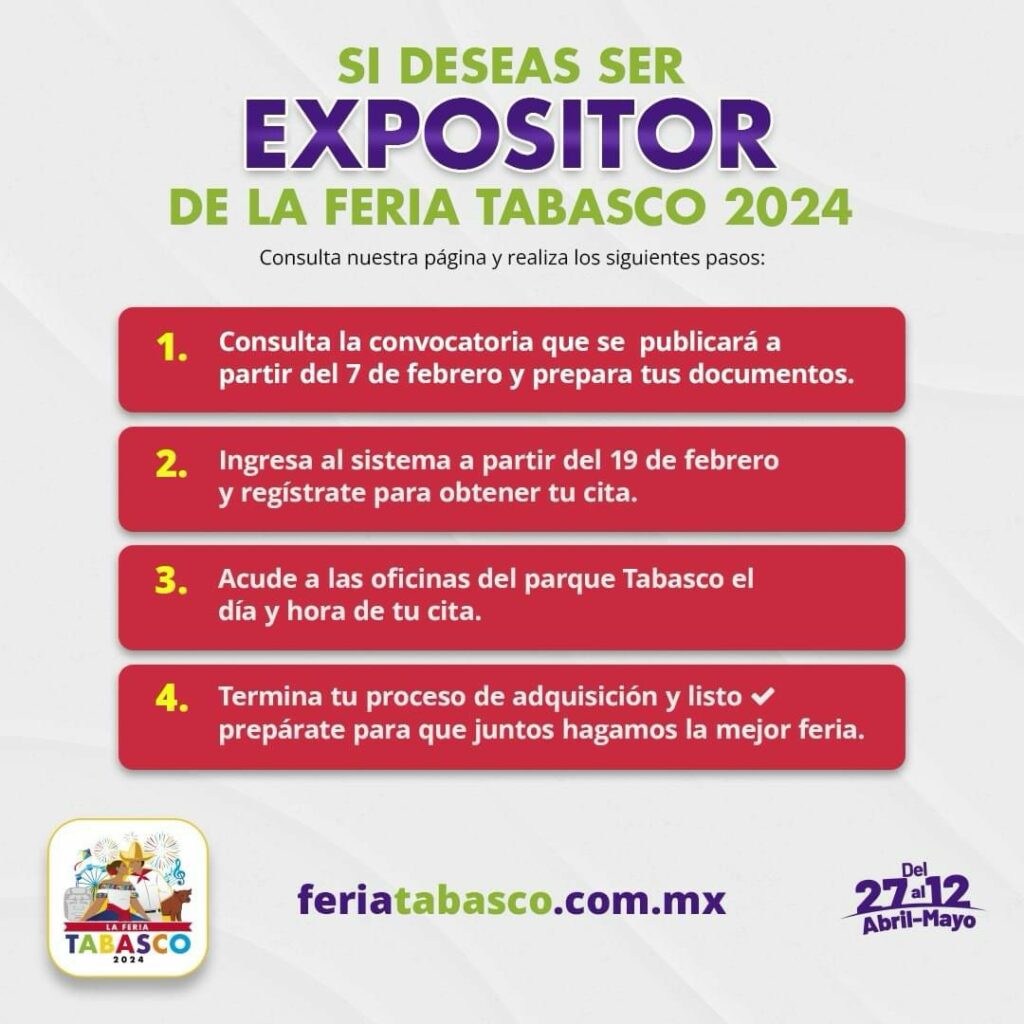 SI DESEAS SER
EXPOSITOR
DE LA FERIA TABASCO 2024
Consulta nuestra página y realiza los siguientes pasos:
1. Consulta la convocatoria que se publicará a
partir del 7 de febrero y prepara tus documentos.
2. Ingresa al sistema a partir del 19 de febrero
y regístrate para obtener tu cita.
3. Acude a las oficinas del parque Tabasco el
día y hora de tu cita.
4. Termina tu proceso de adquisición y listo ✔
prepárate para que juntos hagamos la mejor feria.
LA FERIA
TABASCO
2024
feriatabasco.com.mx
Del
27 al 12
Abril-Mayo